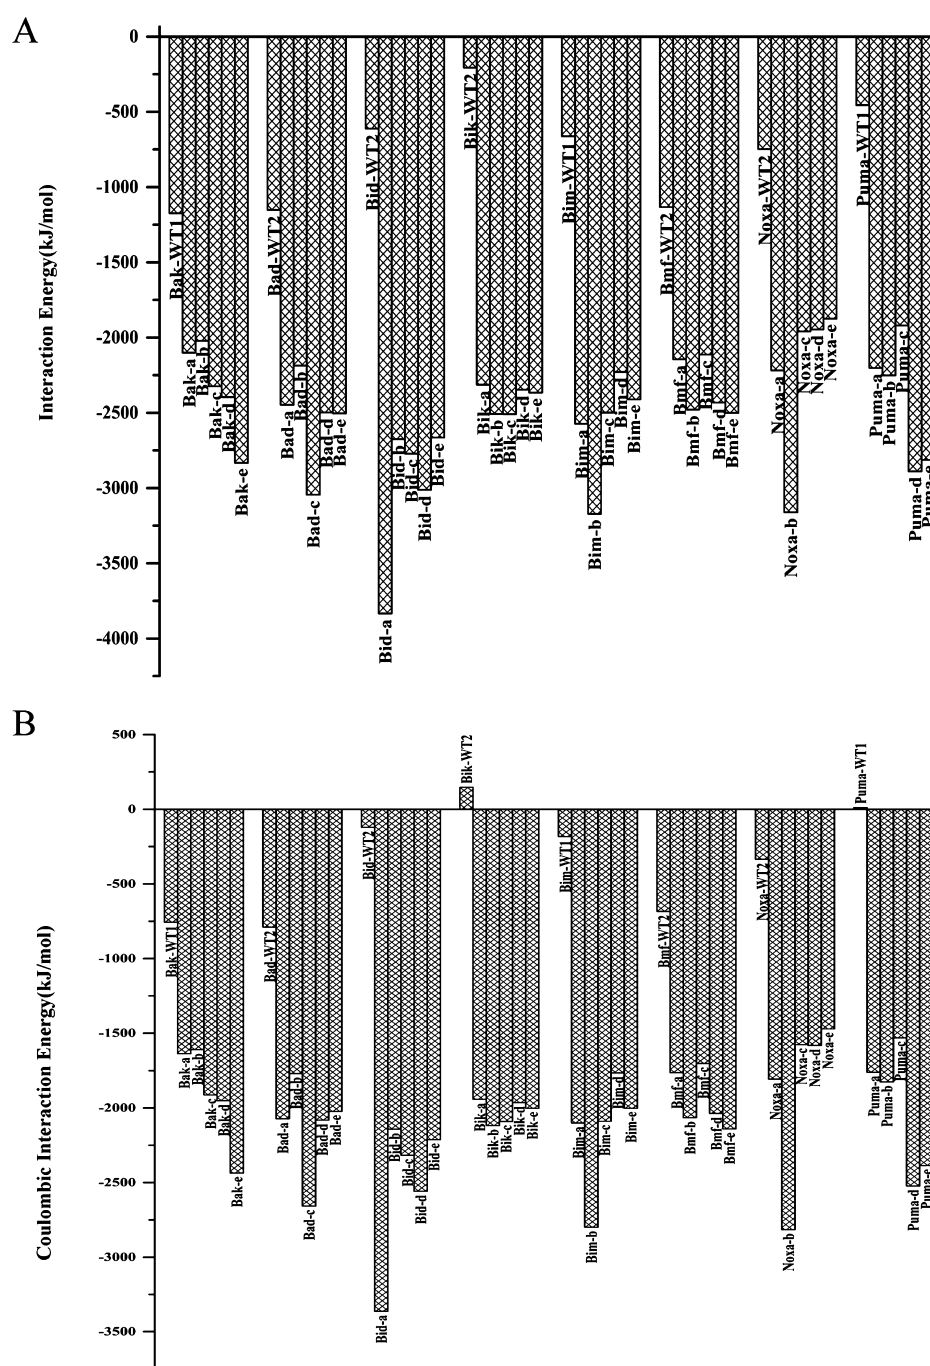 A
Interaction Energy(kJ/mol)
0
-500
-1000
-1500
-2000
-2500
-3000
-3500
-4000
Bak-WT1
Bak-a
Bak-b
Bak-c
Bak-d
Bak-e
Bad-WT2
Bad-a
Bad-b
Bad-c
Bad-d
Bad-e
Bid-WT2
Bid-a
Bid-b
Bid-c
Bid-d
Bid-e
Bik-WT2
Bik-a
Bik-b
Bik-c
Bik-d
Bik-e
Bim-WT1
Bim-a
Bim-b
Bim-c
Bim-d
Bim-e
Bmf-WT2
Bmf-a
Bmf-b
Bmf-c
Bmf-d
Bmf-e
Noxa-WT2
Noxa-a
Noxa-b
Noxa-c
Noxa-d
Noxa-e
Puma-WT1
Puma-a
Puma-b
Puma-c
Puma-d
Puma-e
B
Coulombic Interaction Energy(kJ/mol)
500
0
-500
-1000
-1500
-2000
-2500
-3000
-3500
Bak-WT1
Bak-a
Bak-b
Bak-c
Bak-d
Bak-e
Bad-WT2
Bad-a
Bad-b
Bad-c
Bad-d
Bad-e
Bid-WT2
Bid-a
Bid-b
Bid-c
Bid-d
Bid-e
Bik-WT2
Bik-a
Bik-b
Bik-c
Bik-d
Bik-e
Bim-WT1
Bim-a
Bim-b
Bim-c
Bim-d
Bim-e
Bmf-WT2
Bmf-a
Bmf-b
Bmf-c
Bmf-d
Bmf-e
Noxa-WT2
Noxa-a
Noxa-b
Noxa-c
Noxa-d
Noxa-e
Puma-WT1
Puma-a
Puma-b
Puma-c
Puma-d
Puma-e